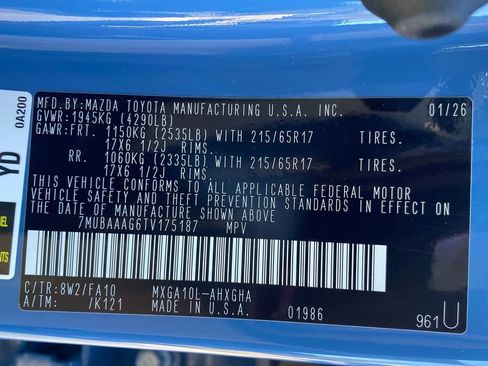 MFD.BY:MAZDA TOYOTA MANUFACTURING U.S.A. INC. 01/26
GVWR:1945KG (4290LB)
GAWR:FRT. 1150KG (2535LB) WITH 215/65R17 TIRES.
17X6 1/2J RIMS.
RR. 1060KG (2335LB) WITH 215/65R17 TIRES.
17X6 1/2J RIMS.
THIS VEHICLE CONFORMS TO ALL APPLICABLE FEDERAL MOTOR
VEHICLE SAFETY AND THEFT PREVENTION STANDARDS IN EFFECT ON
THE DATE OF MANUFACTURE SHOWN ABOVE.
7MUBAAAG6TV175187 MPV
C/TR:8W2/FA10 MXGA10L-AHXGHA
A/TM: /K121 MADE IN U.S.A. 01986
961U
0A200
YD